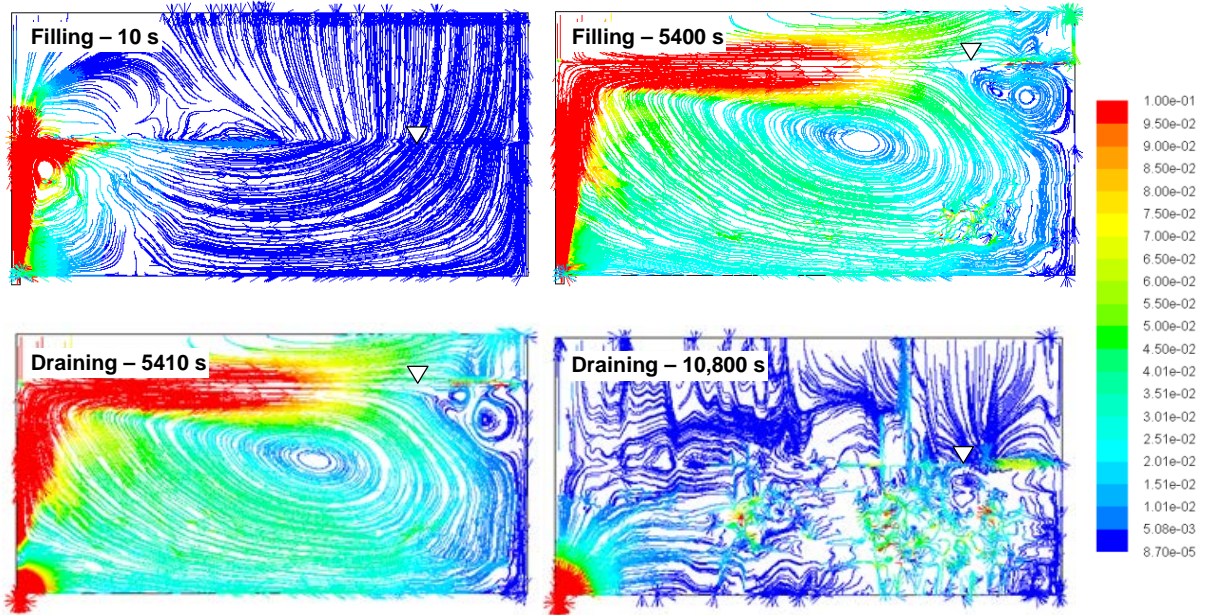 Filling – 10 s
Filling – 5400 s
Draining – 5410 s
Draining – 10,800 s
1.00e-01
9.50e-02
9.00e-02
8.50e-02
8.00e-02
7.50e-02
7.00e-02
6.50e-02
6.00e-02
5.50e-02
5.00e-02
4.50e-02
4.00e-02
3.51e-02
3.01e-02
2.51e-02
2.01e-02
1.51e-02
1.01e-02
5.08e-03
8.70e-05